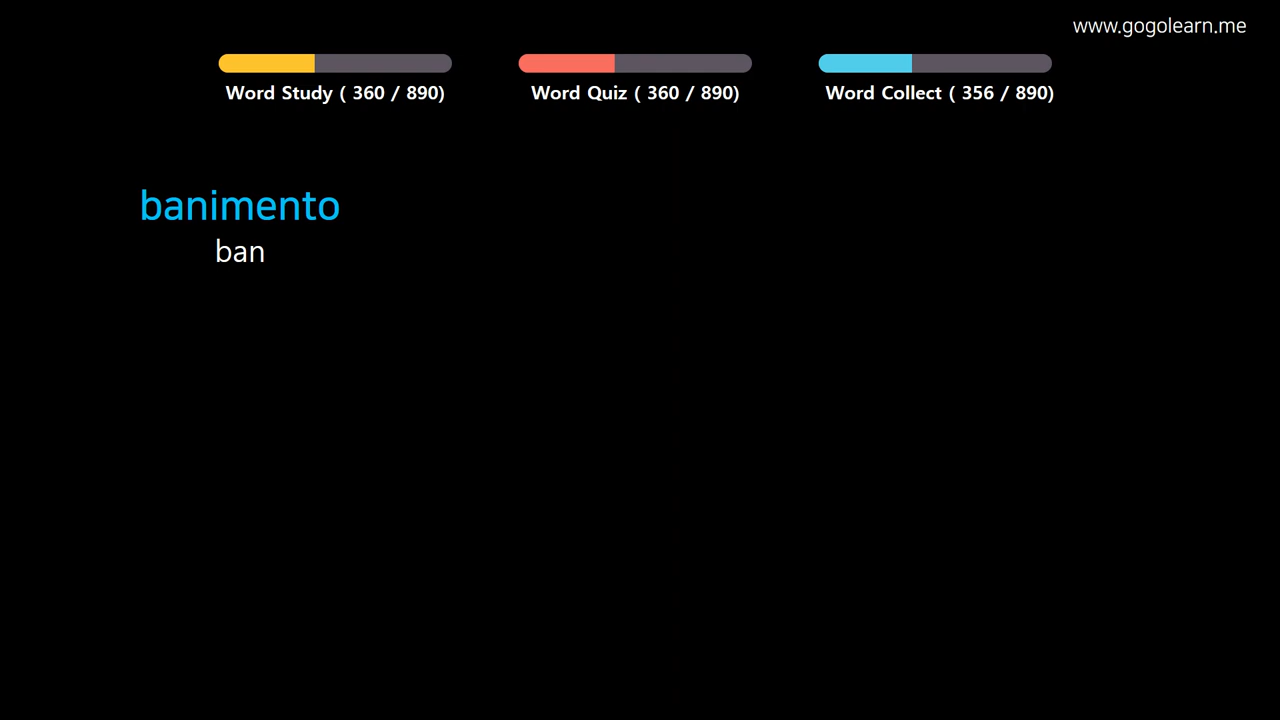 www.gogolearn.me
Word Study ( 360 / 890)
Word Quiz ( 360 / 890)
Word Collect ( 356 / 890)
banimento
ban